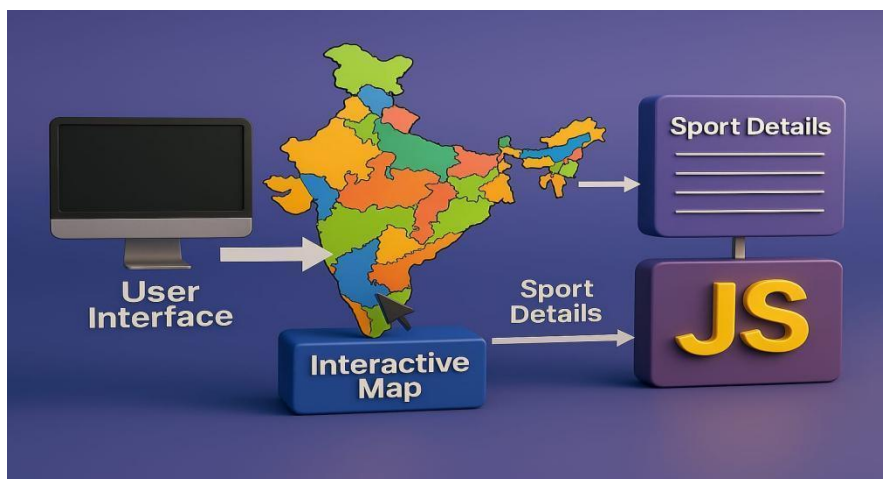 User
Interface
Interactive
Map
Sport
Details
Sport Details
JS